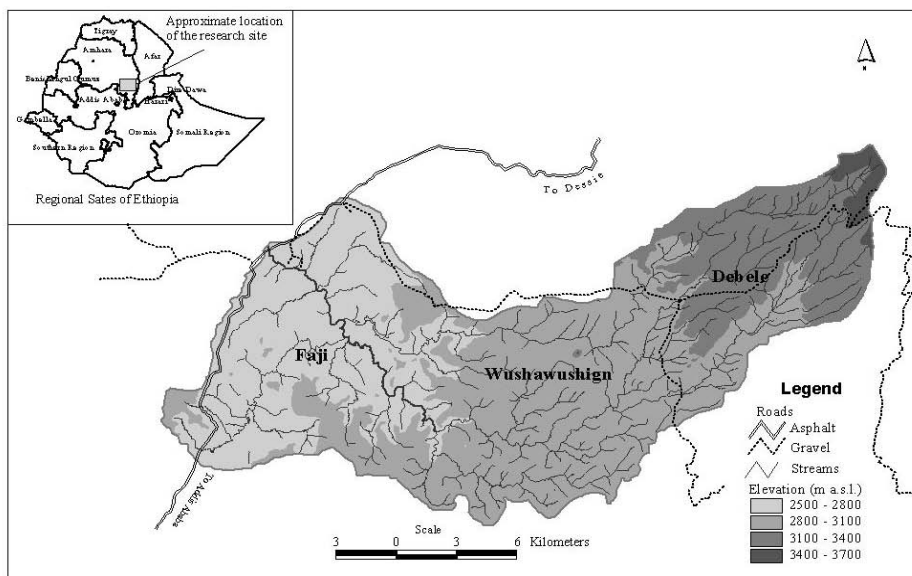 Approximate location
of the research site
Tigray
Amhara
Afar
Dire Dawa
Addis Ababa
Harari
Gambella
Oromia
Somali Region
Southern Region
Regional Sates of Ethiopia
N
To Dessie
Debele
Faji
Wushawushign
To Addis Ababa
Legend
Roads
Asphalt
Gravel
Streams
Elevation (m a.s.l.)
2500 - 2800
2800 - 3100
3100 - 3400
3400 - 3700
Scale
3 0 3 6 Kilometers